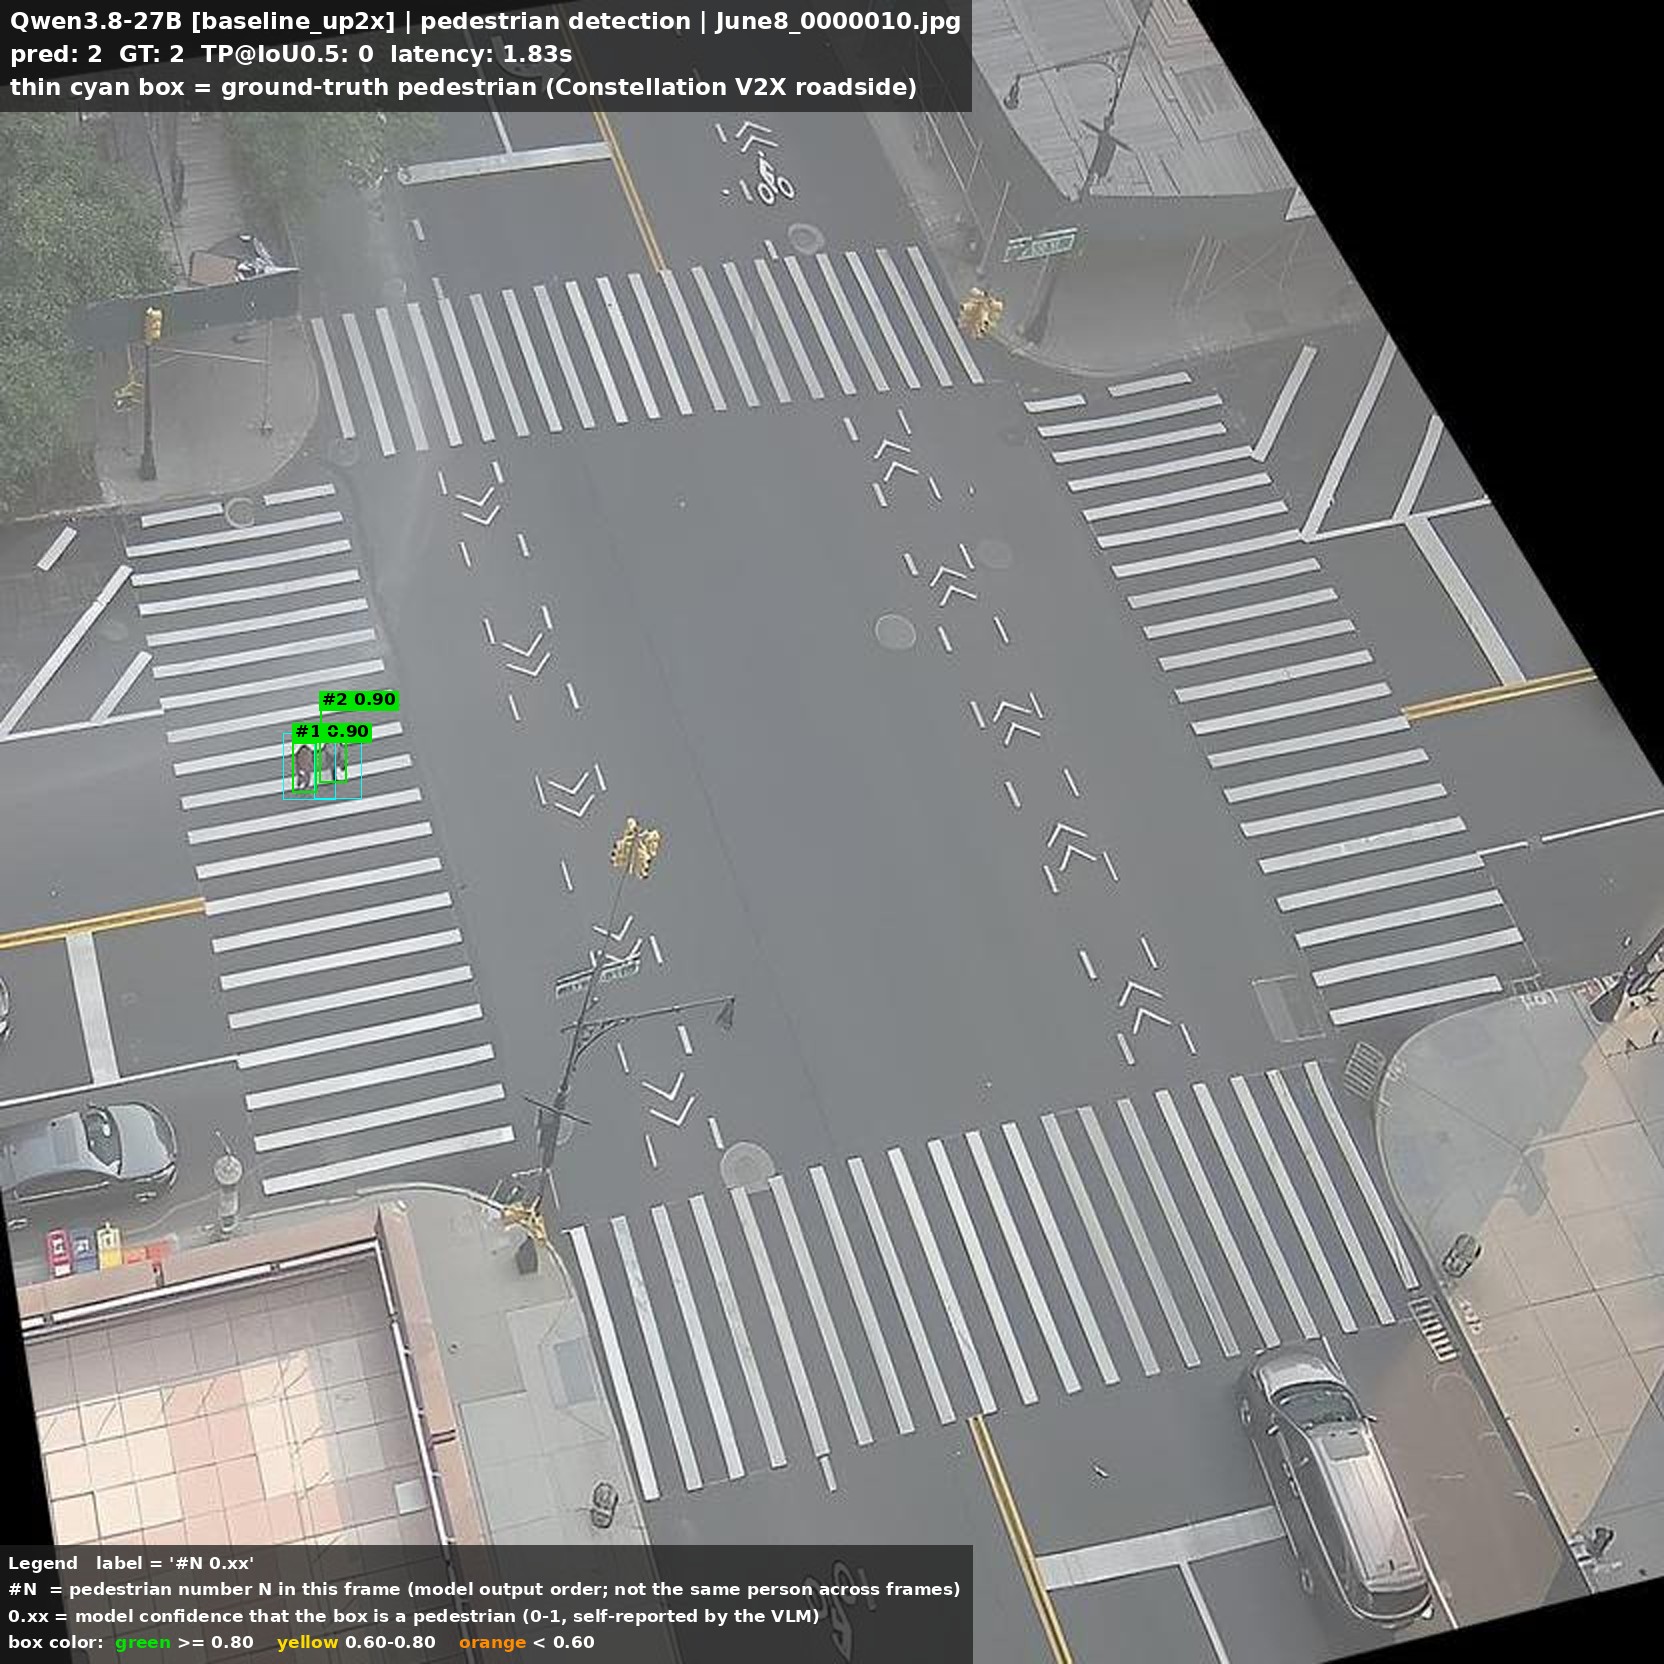 Qwen3.8-27B [baseline_up2x] | pedestrian detection | June8_0000010.jpg
pred: 2  GT: 2  TP@IoU0.5: 0  latency: 1.83s
thin cyan box = ground-truth pedestrian (Constellation V2X roadside)
#2 0.90
#1 0.90
Legend   label = '#N 0.xx'
#N  = pedestrian number N in this frame (model output order; not the same person across frames)
0.xx = model confidence that the box is a pedestrian (0-1, self-reported by the VLM)
box color:  green >= 0.80    yellow 0.60-0.80    orange < 0.60